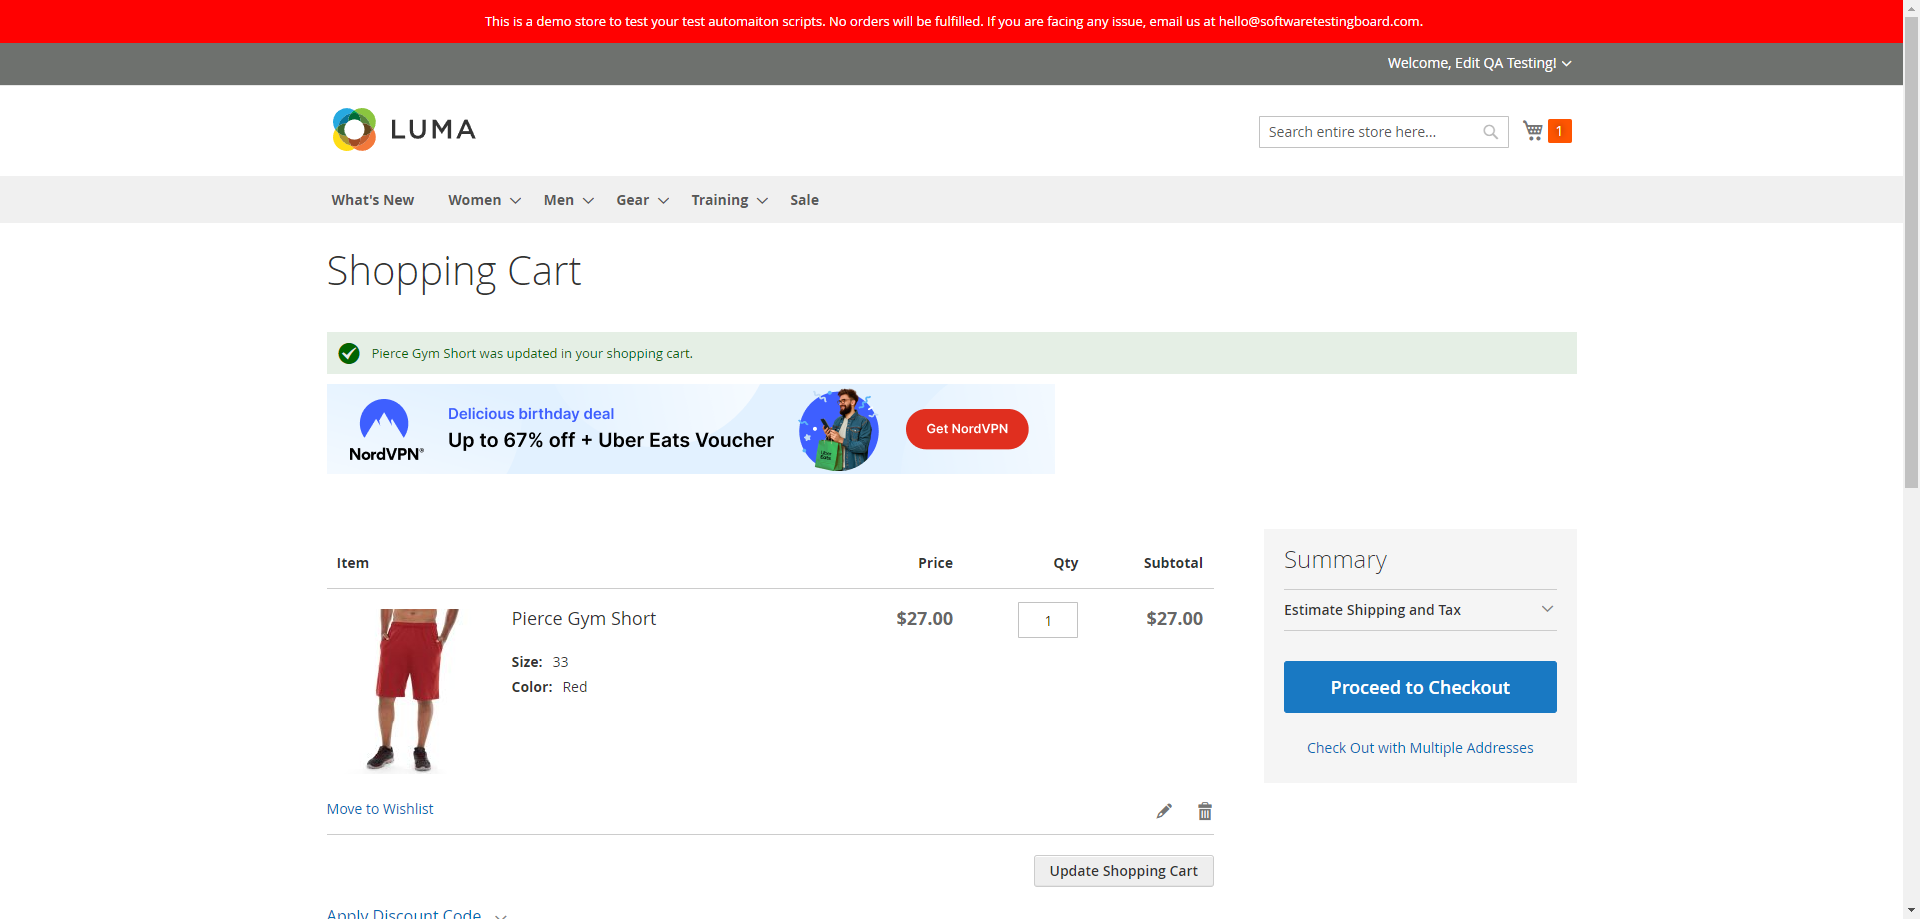 This is a demo store to test your test automaiton scripts. No orders will be fulfilled. If you are facing any issue, email us at hello@softwaretestingboard.com.
Welcome, Edit QA Testing!
LUMA
Search entire store here...
1
What's New Women Men Gear Training Sale
Shopping Cart
Pierce Gym Short was updated in your shopping cart.
NordVPN®
Delicious birthday deal
Up to 67% off + Uber Eats Voucher
Uber
Eats
Get NordVPN
Item Price Qty Subtotal
Pierce Gym Short $27.00 1 $27.00
Size: 33
Color: Red
Move to Wishlist
Update Shopping Cart
Apply Discount Code
Summary
Estimate Shipping and Tax
Proceed to Checkout
Check Out with Multiple Addresses